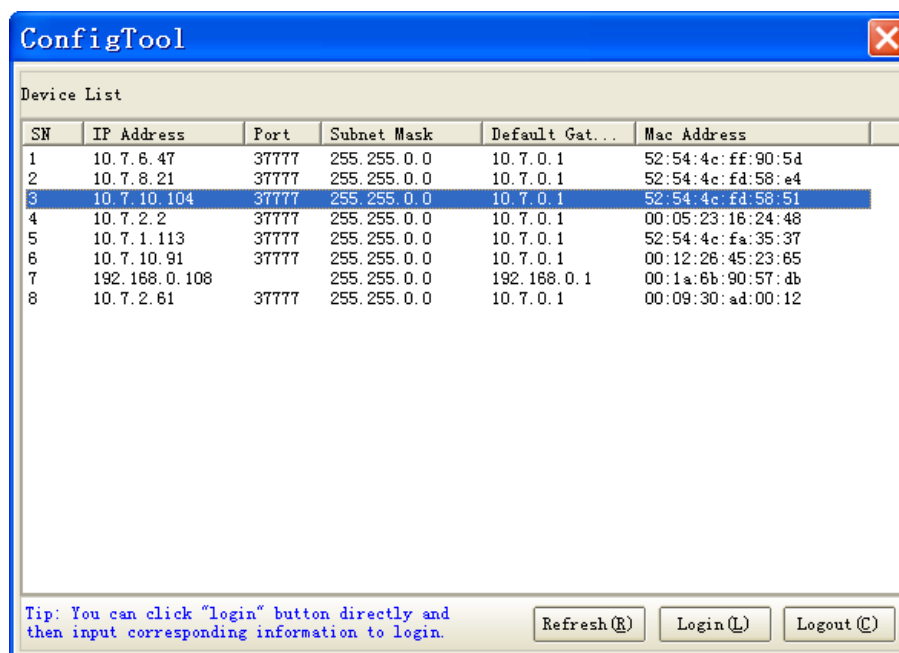 ConfigTool
Device List
SN IP Address Port Subnet Mask Default Gat... Mac Address
1 10.7.6.47 37777 255.255.0.0 10.7.0.1 52:54:4c:ff:90:5d
2 10.7.8.21 37777 255.255.0.0 10.7.0.1 52:54:4c:fd:58:e4
3 10.7.10.104 37777 255.255.0.0 10.7.0.1 52:54:4c:fd:58:51
4 10.7.2.2 37777 255.255.0.0 10.7.0.1 00:05:23:16:24:48
5 10.7.1.113 37777 255.255.0.0 10.7.0.1 52:54:4c:fa:35:37
6 10.7.10.91 37777 255.255.0.0 10.7.0.1 00:12:26:45:23:65
7 192.168.0.108 255.255.0.0 192.168.0.1 00:1a:6b:90:57:db
8 10.7.2.61 37777 255.255.0.0 10.7.0.1 00:09:30:ad:00:12
Tip: You can click "login" button directly and
then input corresponding information to login.
Refresh(R) Login(L) Logout(C)